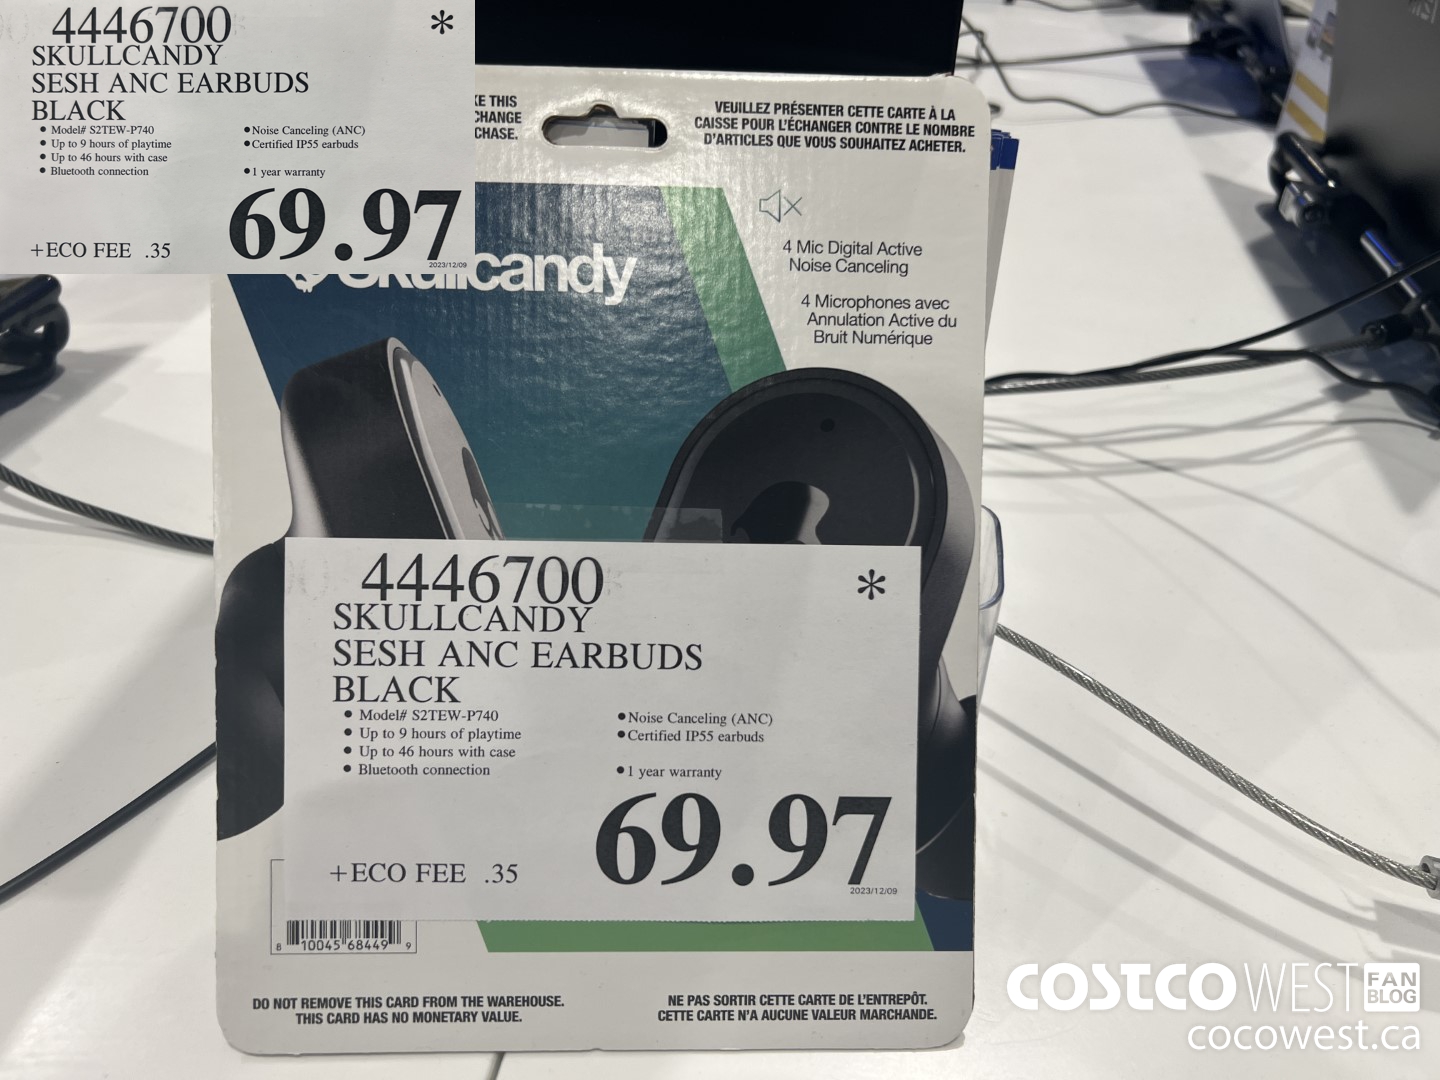 4446700
*
SKULLCANDY
SESH ANC EARBUDS
BLACK
• Model# S2TEW-P740
• Up to 9 hours of playtime
• Up to 46 hours with case
• Bluetooth connection
• Noise Canceling (ANC)
• Certified IP55 earbuds
• 1 year warranty
69.97
+ECO FEE .35
2023/12/09
THIS
CHANGE
CHASE.
VEUILLEZ PRÉSENTER CETTE CARTE À LA
CAISSE POUR L'ÉCHANGER CONTRE LE NOMBRE
D'ARTICLES QUE VOUS SOUHAITEZ ACHETER.
Skullcandy
4 Mic Digital Active
Noise Canceling
4 Microphones avec
Annulation Active du
Bruit Numérique
4446700
*
SKULLCANDY
SESH ANC EARBUDS
BLACK
• Model# S2TEW-P740
• Up to 9 hours of playtime
• Up to 46 hours with case
• Bluetooth connection
• Noise Canceling (ANC)
• Certified IP55 earbuds
• 1 year warranty
69.97
+ECO FEE .35
2023/12/09
8 10045 68449 9
DO NOT REMOVE THIS CARD FROM THE WAREHOUSE.
THIS CARD HAS NO MONETARY VALUE.
NE PAS SORTIR CETTE CARTE DE L'ENTREPÔT.
CETTE CARTE N'A AUCUNE VALEUR MARCHANDE.
COSTCO WEST FAN BLOG
cocowest.ca